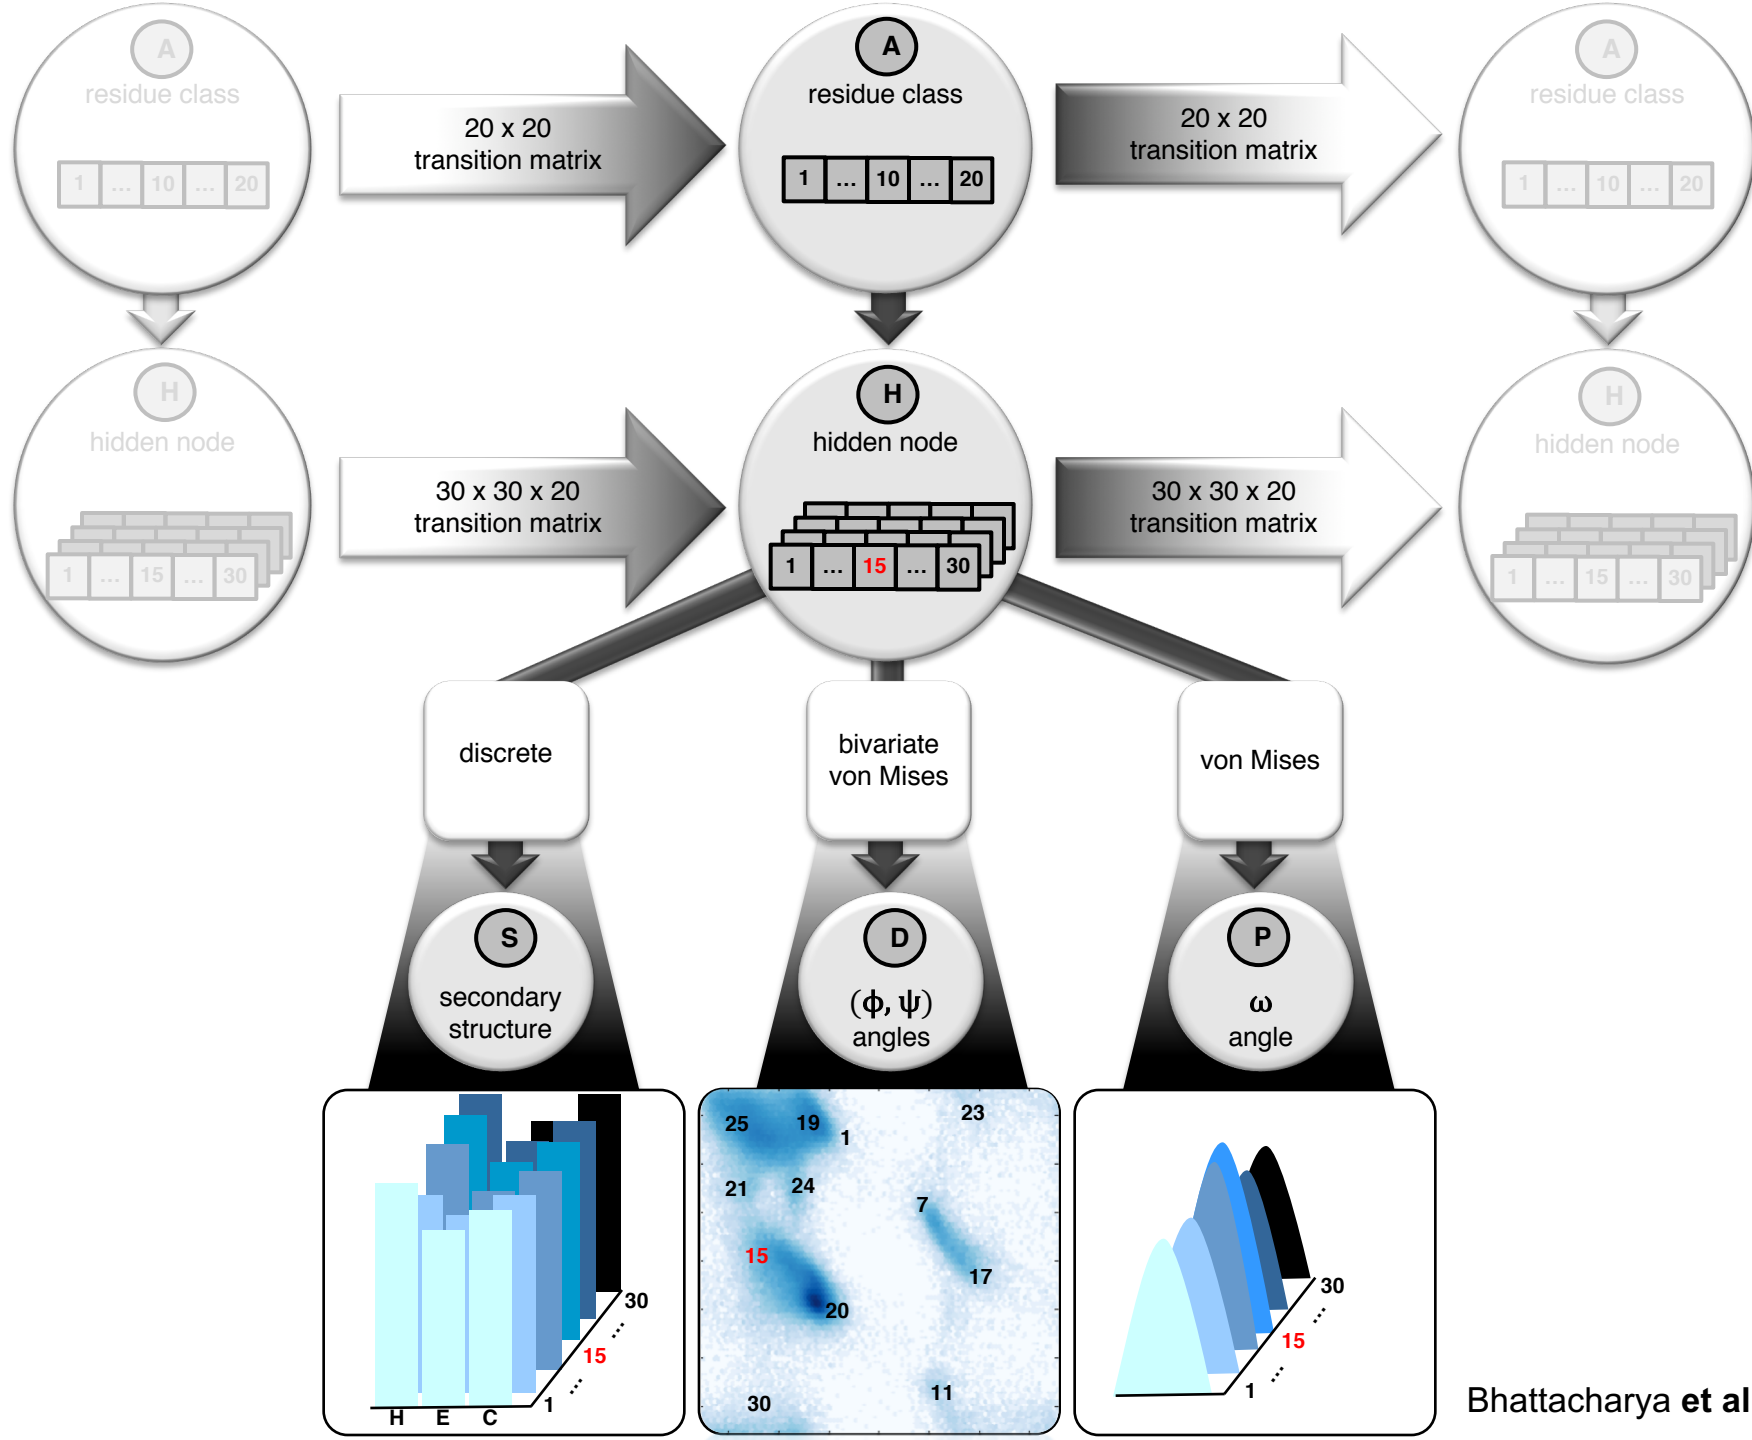 A
residue class
1 ... 10 ... 20
20 x 20
transition matrix
A
residue class
1 ... 10 ... 20
20 x 20
transition matrix
A
residue class
1 ... 10 ... 20
H
hidden node
1 ... 15 ... 30
30 x 30 x 20
transition matrix
H
hidden node
1 ... 15 ... 30
30 x 30 x 20
transition matrix
H
hidden node
1 ... 15 ... 30
discrete
bivariate
von Mises
von Mises
S
secondary
structure
D
(ϕ, ψ)
angles
P
ω
angle
H E C
1
...
15
...
30
25 19 1 23
21 24
7
15
17
20
11
30
1
...
15
...
30
Bhattacharya et al